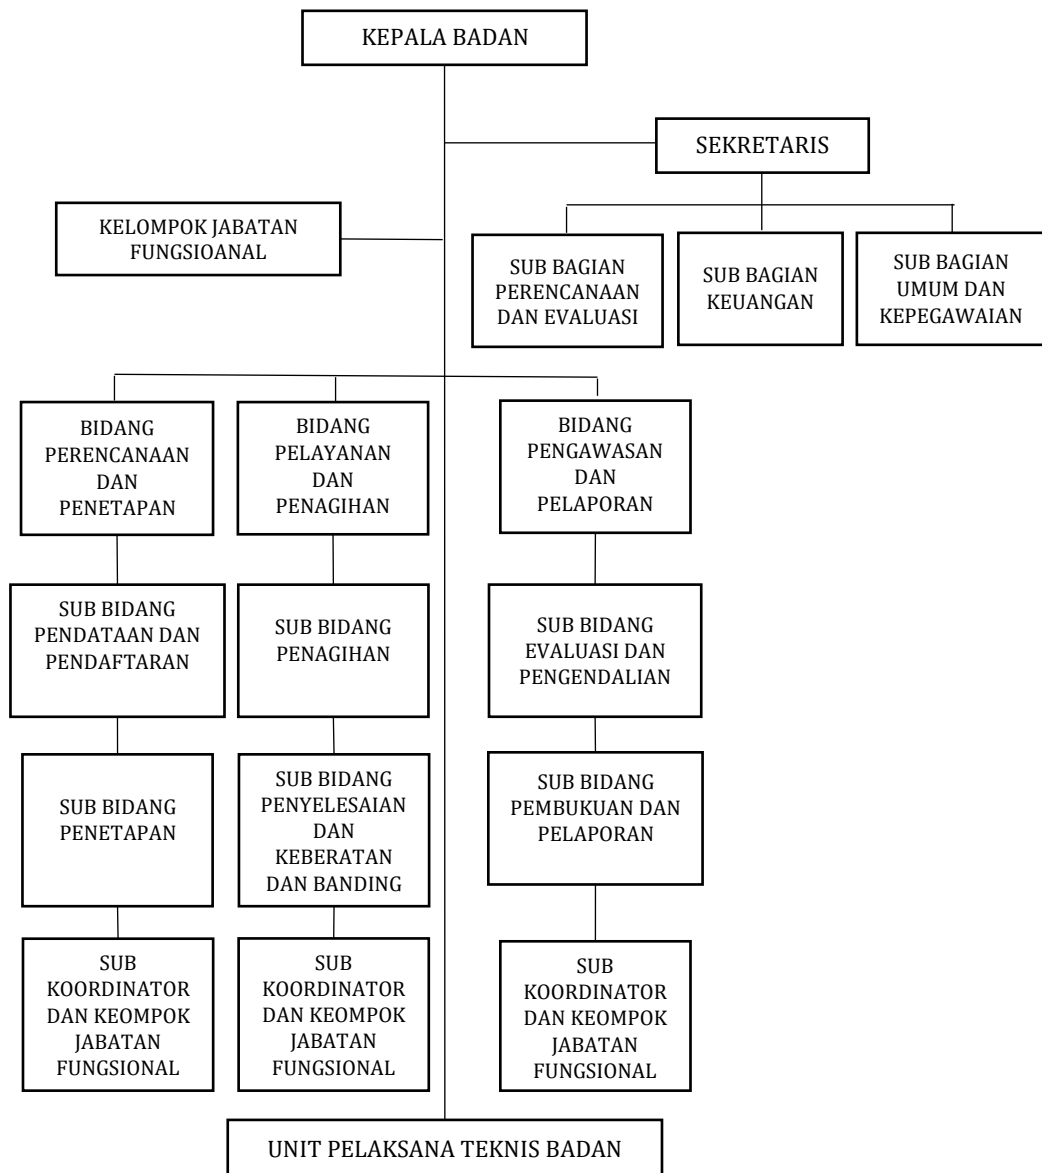 KEPALA BADAN
SEKRETARIS
KELOMPOK JABATAN
FUNGSIOANAL
SUB BAGIAN
PERENCANAAN
DAN EVALUASI
SUB BAGIAN
KEUANGAN
SUB BAGIAN
UMUM DAN
KEPEGAWAIAN
BIDANG
PERENCANAAN
DAN
PENETAPAN
BIDANG
PELAYANAN
DAN
PENAGIHAN
BIDANG
PENGAWASAN
DAN
PELAPORAN
SUB BIDANG
PENDATAAN DAN
PENDAFTARAN
SUB BIDANG
PENAGIHAN
SUB BIDANG
EVALUASI DAN
PENGENDALIAN
SUB BIDANG
PENETAPAN
SUB BIDANG
PENYELESAIAN
DAN
KEBERATAN
DAN BANDING
SUB BIDANG
PEMBUKUAN DAN
PELAPORAN
SUB
KOORDINATOR
DAN KEOMPOK
JABATAN
FUNGSIONAL
SUB
KOORDINATOR
DAN KEOMPOK
JABATAN
FUNGSIONAL
SUB
KOORDINATOR
DAN KEOMPOK
JABATAN
FUNGSIONAL
UNIT PELAKSANA TEKNIS BADAN